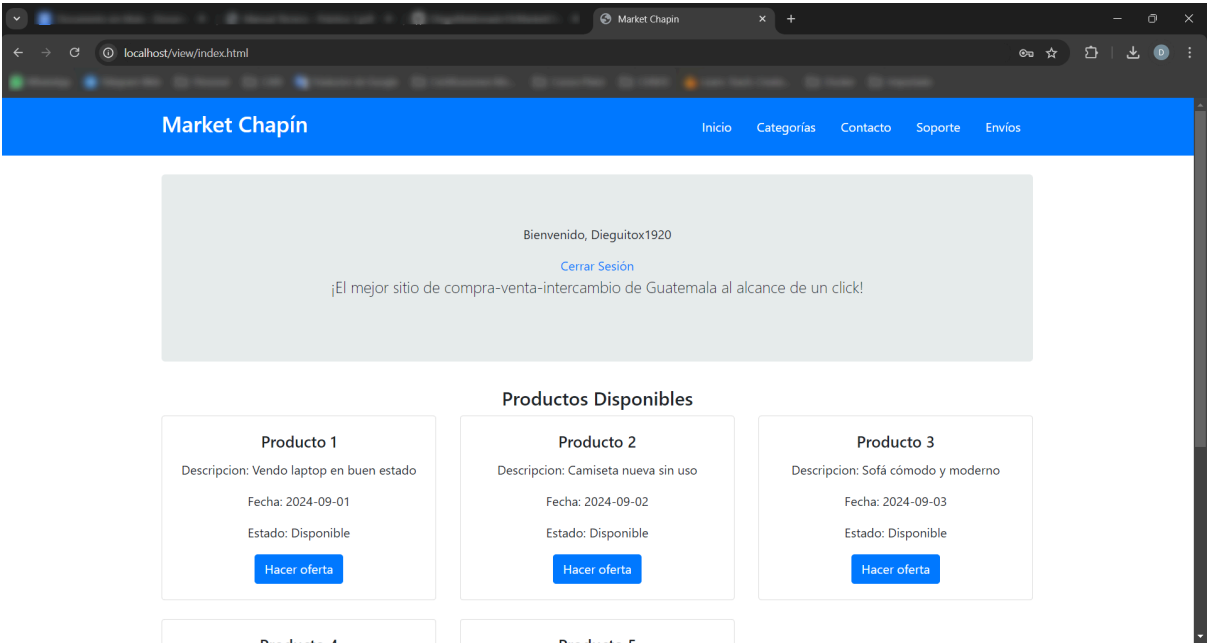 Market Chapin
localhost/view/index.html
D
Market Chapín
Inicio Categorías Contacto Soporte Envíos
Bienvenido, Dieguitox1920
Cerrar Sesión
¡El mejor sitio de compra-venta-intercambio de Guatemala al alcance de un click!
Productos Disponibles
Producto 1
Descripcion: Vendo laptop en buen estado
Fecha: 2024-09-01
Estado: Disponible
Hacer oferta
Producto 2
Descripcion: Camiseta nueva sin uso
Fecha: 2024-09-02
Estado: Disponible
Hacer oferta
Producto 3
Descripcion: Sofá cómodo y moderno
Fecha: 2024-09-03
Estado: Disponible
Hacer oferta
Producto 4
Producto 5